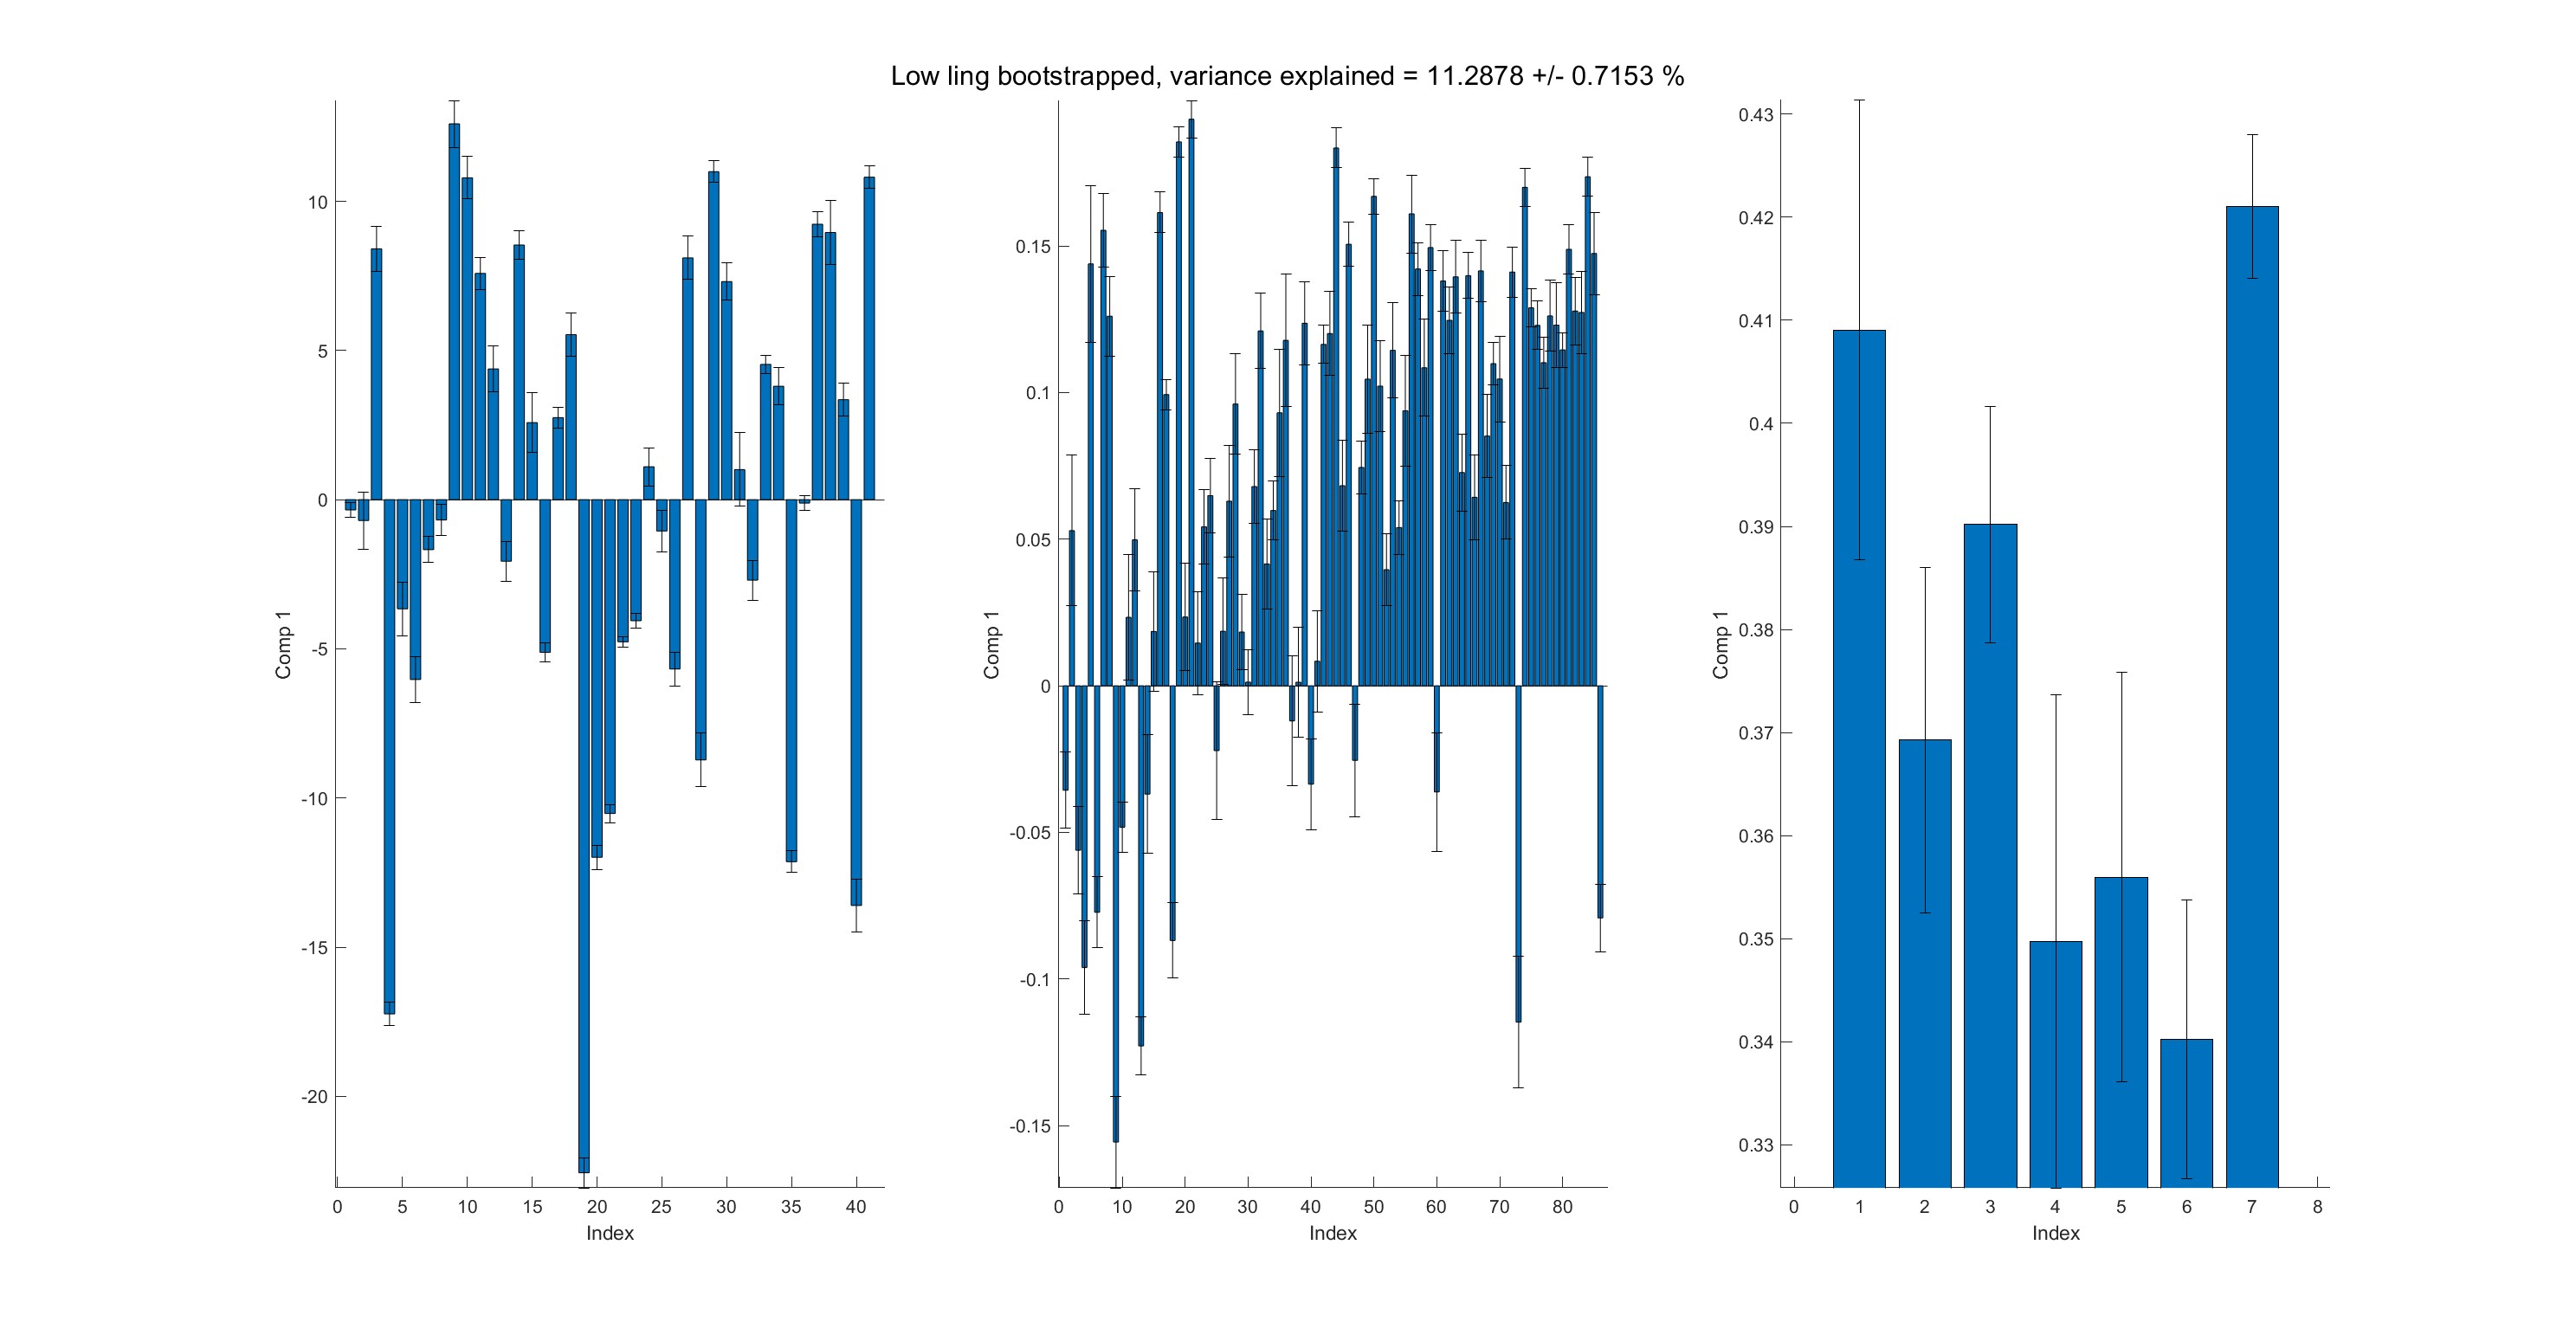 Low ling bootstrapped, variance explained = 11.2878 +/- 0.7153 %
10
5
0
-5
-10
-15
-20
Comp 1
0 5 10 15 20 25 30 35 40
Index
0.15
0.1
0.05
0
-0.05
-0.1
-0.15
Comp 1
0 10 20 30 40 50 60 70 80
Index
0.43
0.42
0.41
0.4
0.39
0.38
0.37
0.36
0.35
0.34
0.33
Comp 1
0 1 2 3 4 5 6 7 8
Index